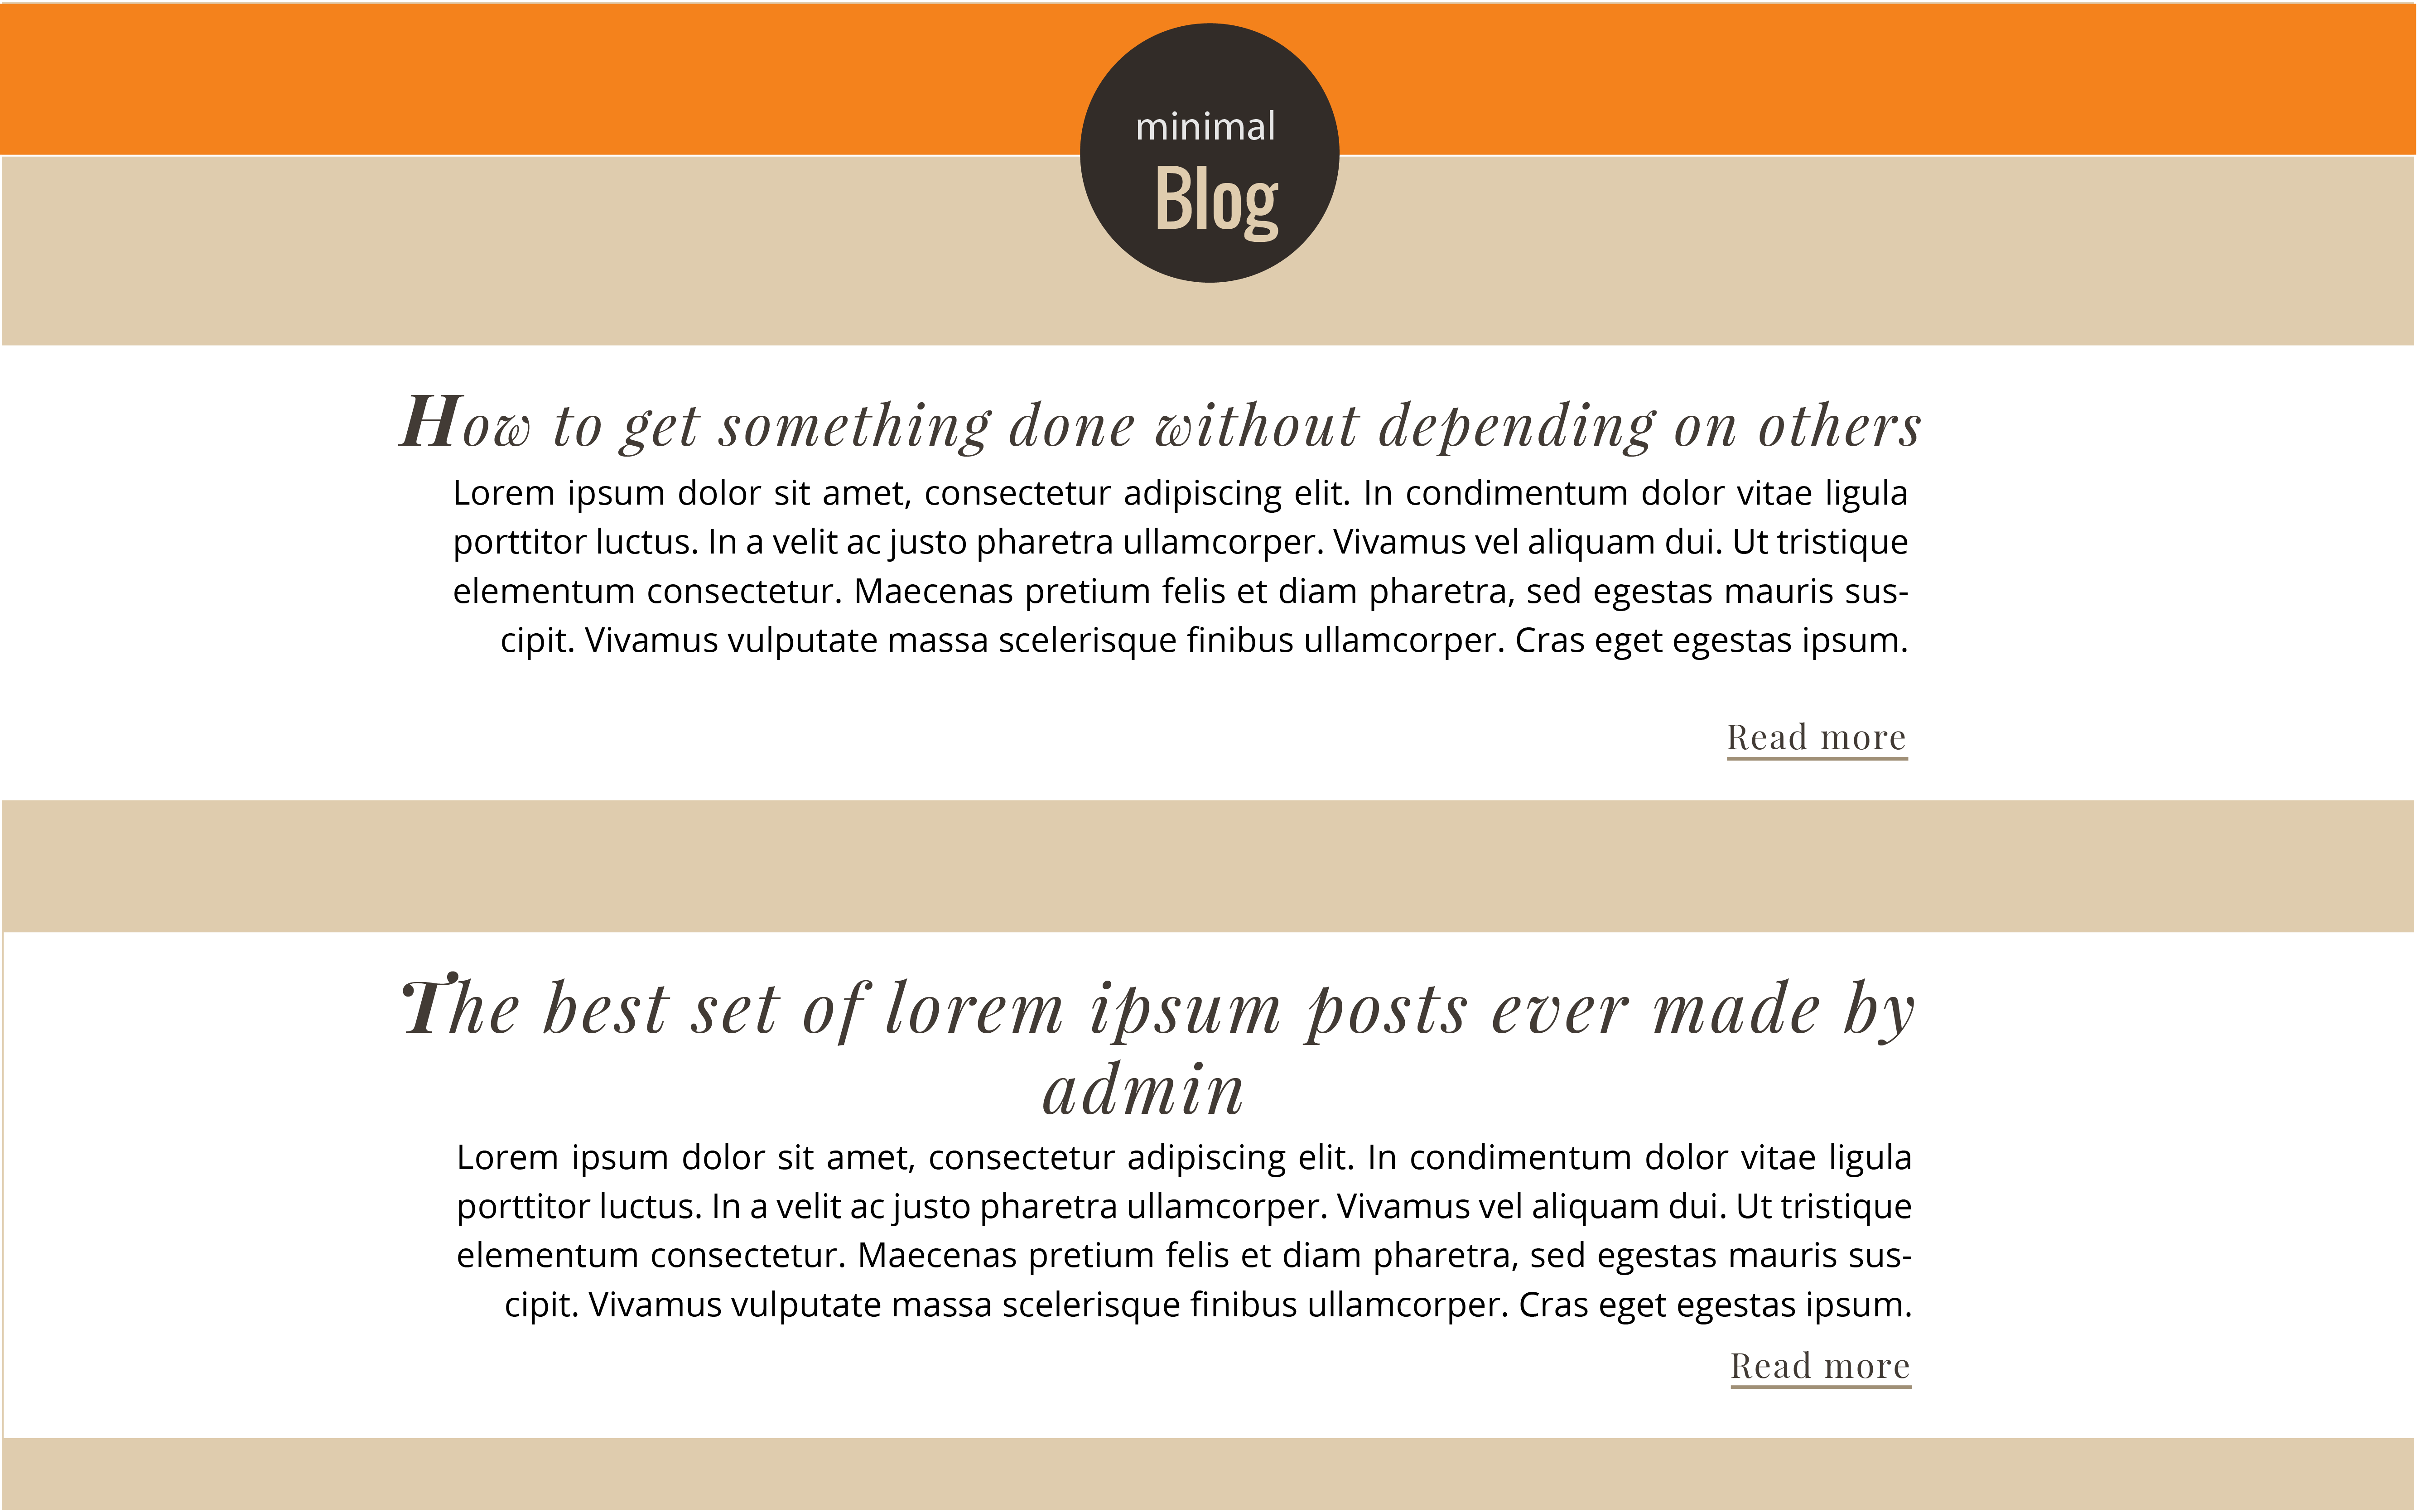 minimal
Blog
How to get something done without depending on others
Lorem ipsum dolor sit amet, consectetur adipiscing elit. In condimentum dolor vitae ligula
porttitor luctus. In a velit ac justo pharetra ullamcorper. Vivamus vel aliquam dui. Ut tristique
elementum consectetur. Maecenas pretium felis et diam pharetra, sed egestas mauris sus-
cipit. Vivamus vulputate massa scelerisque finibus ullamcorper. Cras eget egestas ipsum.
Read more
The best set of lorem ipsum posts ever made by
admin
Lorem ipsum dolor sit amet, consectetur adipiscing elit. In condimentum dolor vitae ligula
porttitor luctus. In a velit ac justo pharetra ullamcorper. Vivamus vel aliquam dui. Ut tristique
elementum consectetur. Maecenas pretium felis et diam pharetra, sed egestas mauris sus-
cipit. Vivamus vulputate massa scelerisque finibus ullamcorper. Cras eget egestas ipsum.
Read more